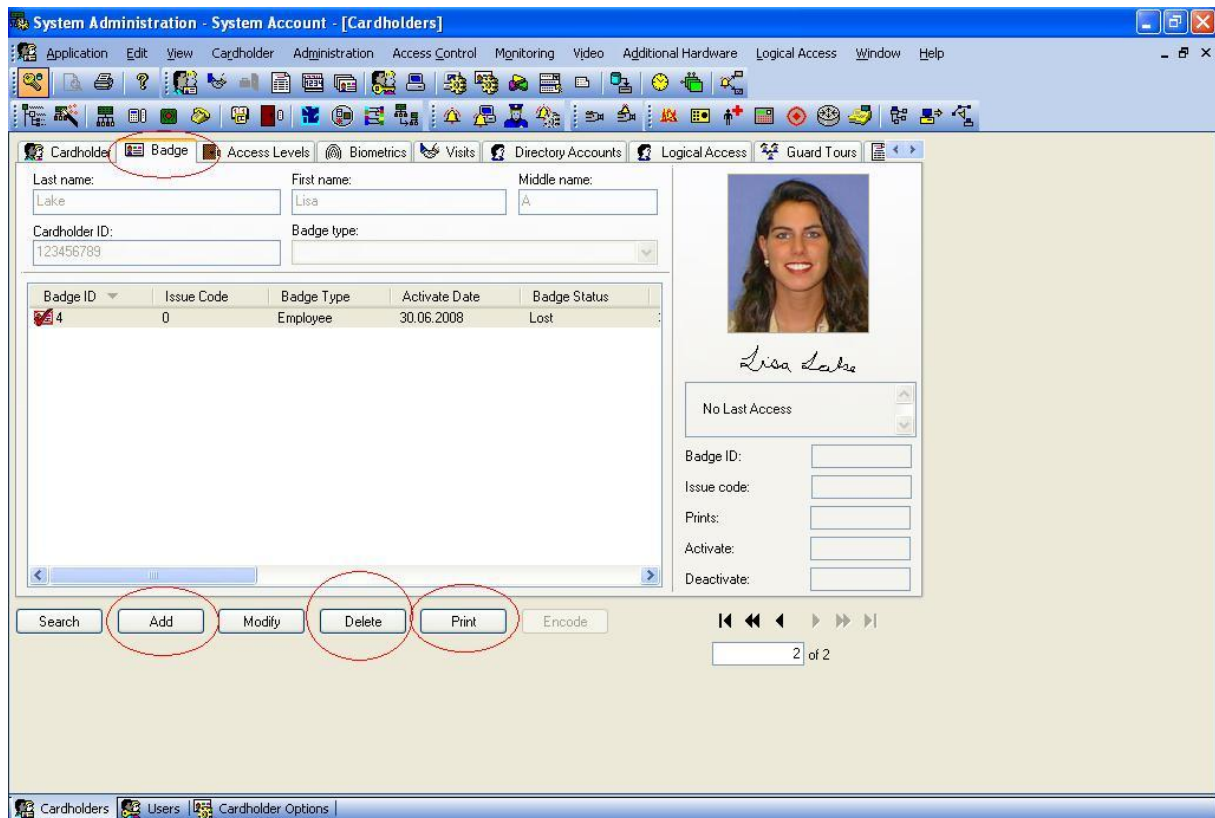 System Administration - System Account - [Cardholders]
Application Edit View Cardholder Administration Access Control Monitoring Video Additional Hardware Logical Access Window Help
Cardholder Badge Access Levels Biometrics Visits Directory Accounts Logical Access Guard Tours
Last name: First name: Middle name:
Lake Lisa A
Cardholder ID: Badge type:
123456789
Badge ID Issue Code Badge Type Activate Date Badge Status
4 0 Employee 30.06.2008 Lost
Lisa Lake
No Last Access
Badge ID:
Issue code:
Prints:
Activate:
Deactivate:
Search Add Modify Delete Print Encode
2 of 2
Cardholders Users Cardholder Options